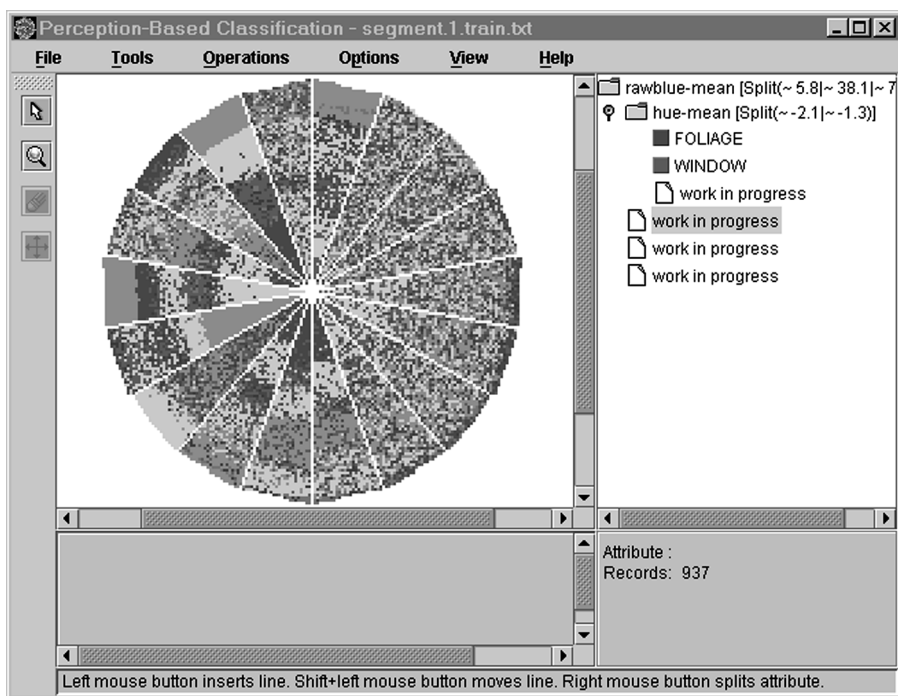 Perception-Based Classification - segment.1.train.txt
File Tools Operations Options View Help
rawblue-mean [Split(~ 5.8|~ 38.1|~ 7
hue-mean [Split(~ -2.1|~ -1.3)]
FOLIAGE
WINDOW
work in progress
work in progress
work in progress
work in progress
Attribute :
Records: 937
Left mouse button inserts line. Shift+left mouse button moves line. Right mouse button splits attribute.